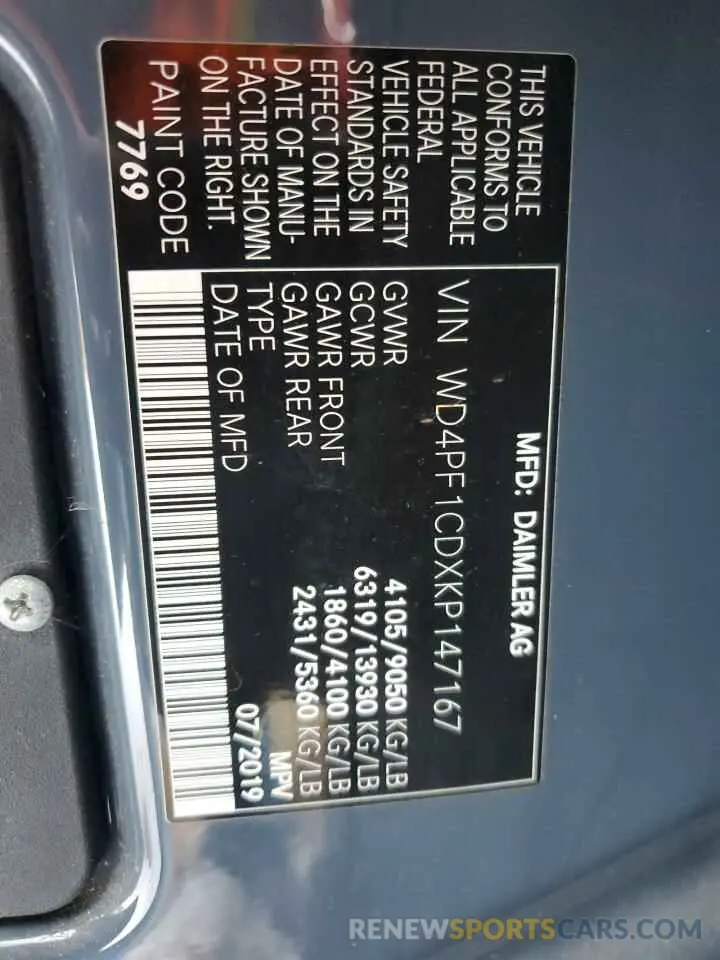 THIS VEHICLE
CONFORMS TO
ALL APPLICABLE
FEDERAL
VEHICLE SAFETY
STANDARDS IN
EFFECT ON THE
DATE OF MANU-
FACTURE SHOWN
ON THE RIGHT.
PAINT CODE
7769
MFD: DAIMLER AG
VIN WD4PF1CDXKP147167
GVWR 4105/9050 KG/LB
GCWR 6319/13930 KG/LB
GAWR FRONT 1860/4100 KG/LB
GAWR REAR 2431/5360 KG/LB
TYPE MPV
DATE OF MFD 07/2019
RENEWSPORTSCARS.COM